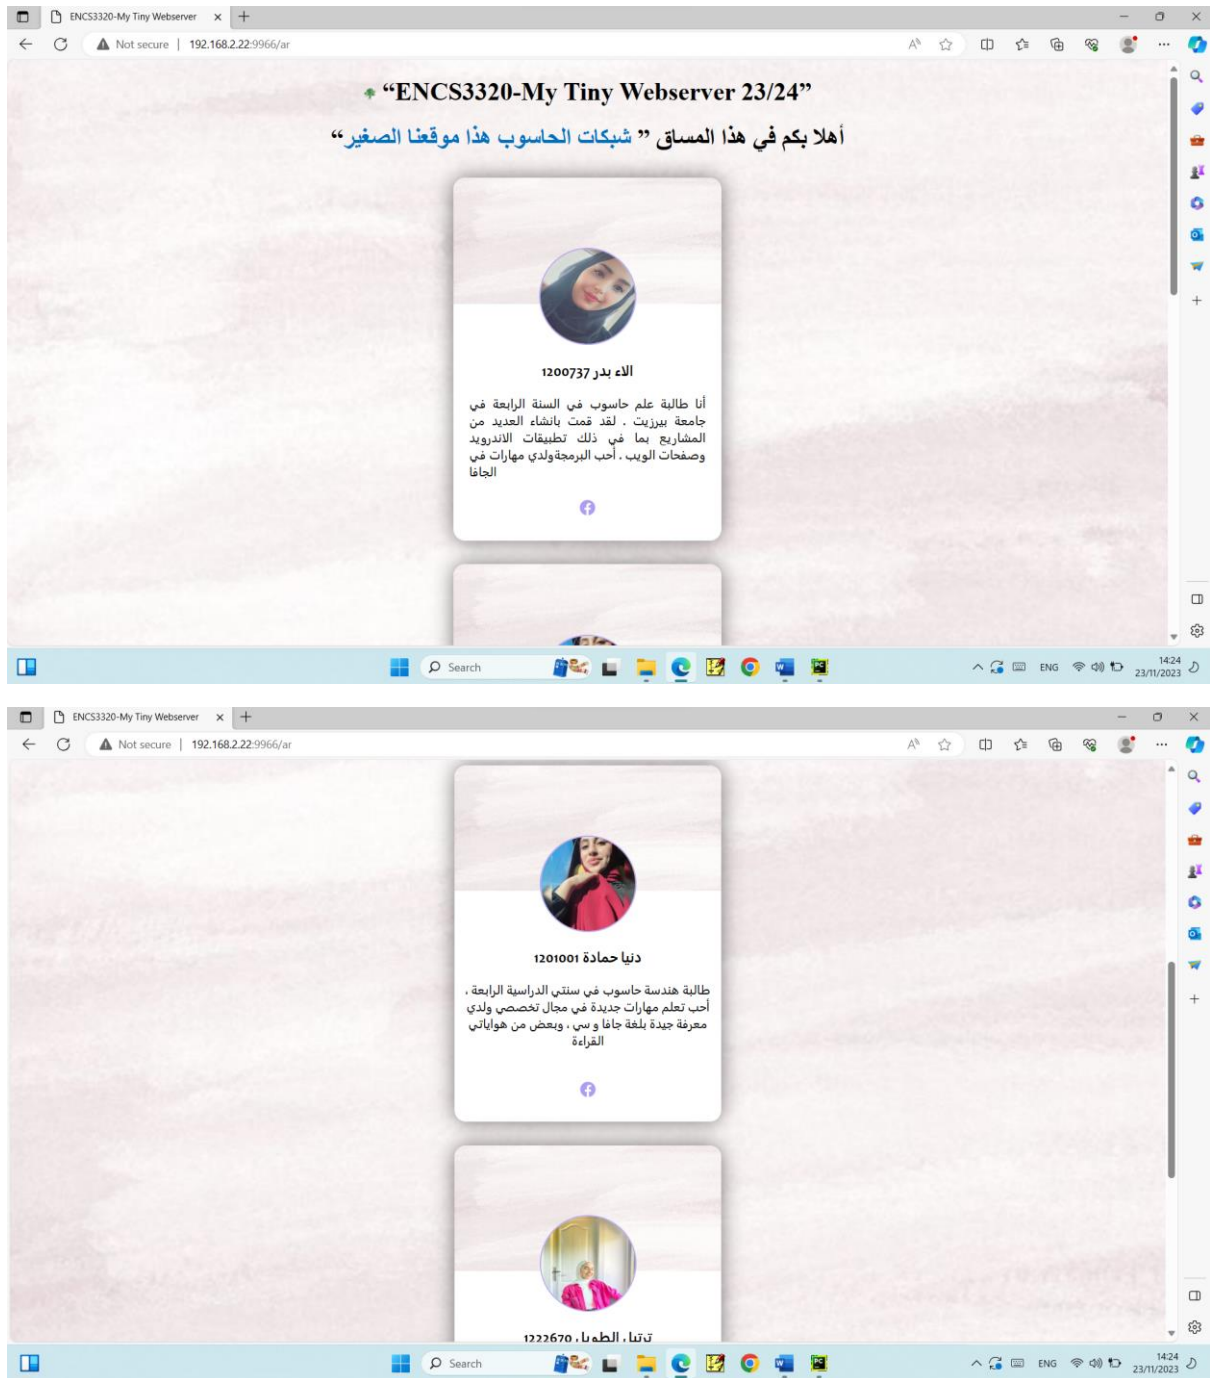 ENCS3320-My Tiny Webserver
Not secure | 192.168.2.22:9966/ar
“ENCS3320-My Tiny Webserver 23/24”
أهلا بكم في هذا المساق ” شبكات الحاسوب هذا موقعنا الصغير“
الاء بدر 1200737
أنا طالبة علم حاسوب في السنة الرابعة في
جامعة بيرزيت . لقد قمت بانشاء العديد من
المشاريع بما في ذلك تطبيقات الاندرويد
وصفحات الويب . أحب البرمجةولدي مهارات في
الجافا
Search
ENG
14:24
23/11/2023
ENCS3320-My Tiny Webserver
Not secure | 192.168.2.22:9966/ar
دنيا حمادة 1201001
طالبة هندسة حاسوب في سنتي الدراسية الرابعة ،
أحب تعلم مهارات جديدة في مجال تخصصي ولدي
معرفة جيدة بلغة جافا و سي ، وبعض من هواياتي
القراءة
ترتيل الطويل 1222670
Search
ENG
14:24
23/11/2023